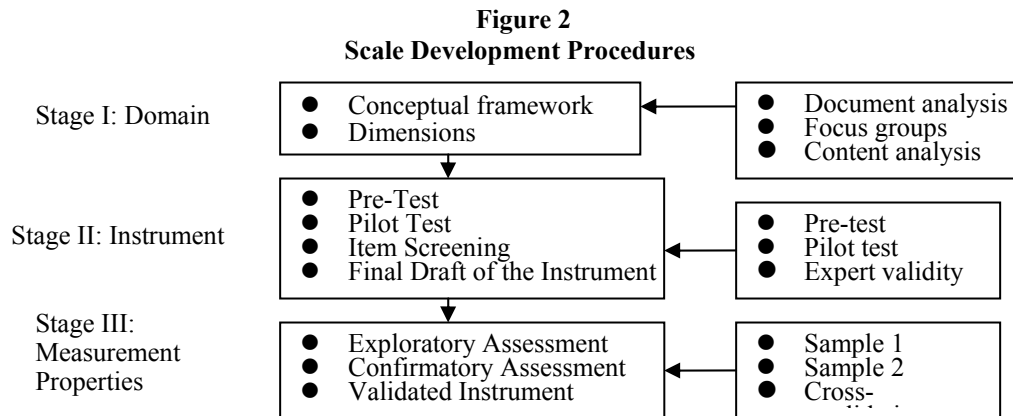 Figure 2
Scale Development Procedures
Stage I: Domain
● Conceptual framework
● Dimensions
● Document analysis
● Focus groups
● Content analysis
Stage II: Instrument
● Pre-Test
● Pilot Test
● Item Screening
● Final Draft of the Instrument
● Pre-test
● Pilot test
● Expert validity
Stage III:
Measurement
Properties
● Exploratory Assessment
● Confirmatory Assessment
● Validated Instrument
● Sample 1
● Sample 2
● Cross-